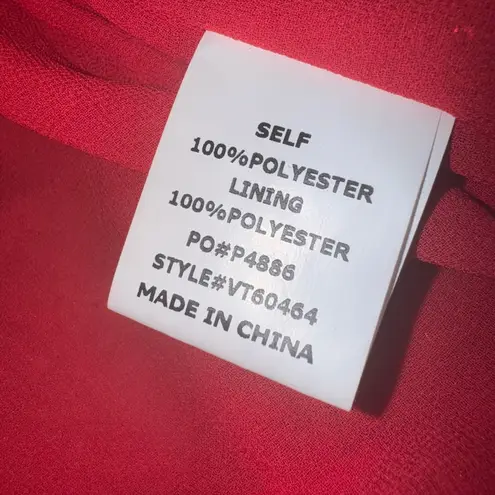 SELF
100%POLYESTER
LINING
100%POLYESTER
PO#P4886
STYLE#VT60464
MADE IN CHINA